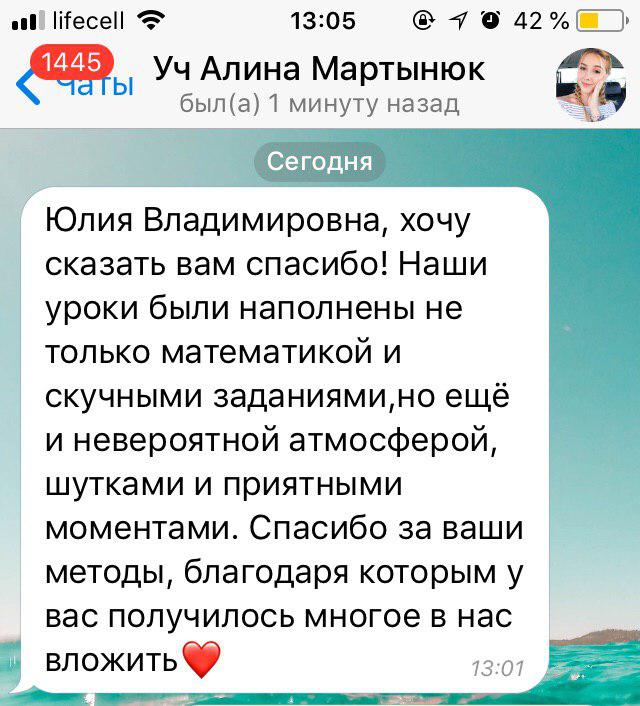 lifecell 13:05 42 %
1445
Чаты
Уч Алина Мартынюк
был(а) 1 минуту назад
Сегодня
Юлия Владимировна, хочу
сказать вам спасибо! Наши
уроки были наполнены не
только математикой и
скучными заданиями,но ещё
и невероятной атмосферой,
шутками и приятными
моментами. Спасибо за ваши
методы, благодаря которым у
вас получилось многое в нас
вложить❤️
13:01